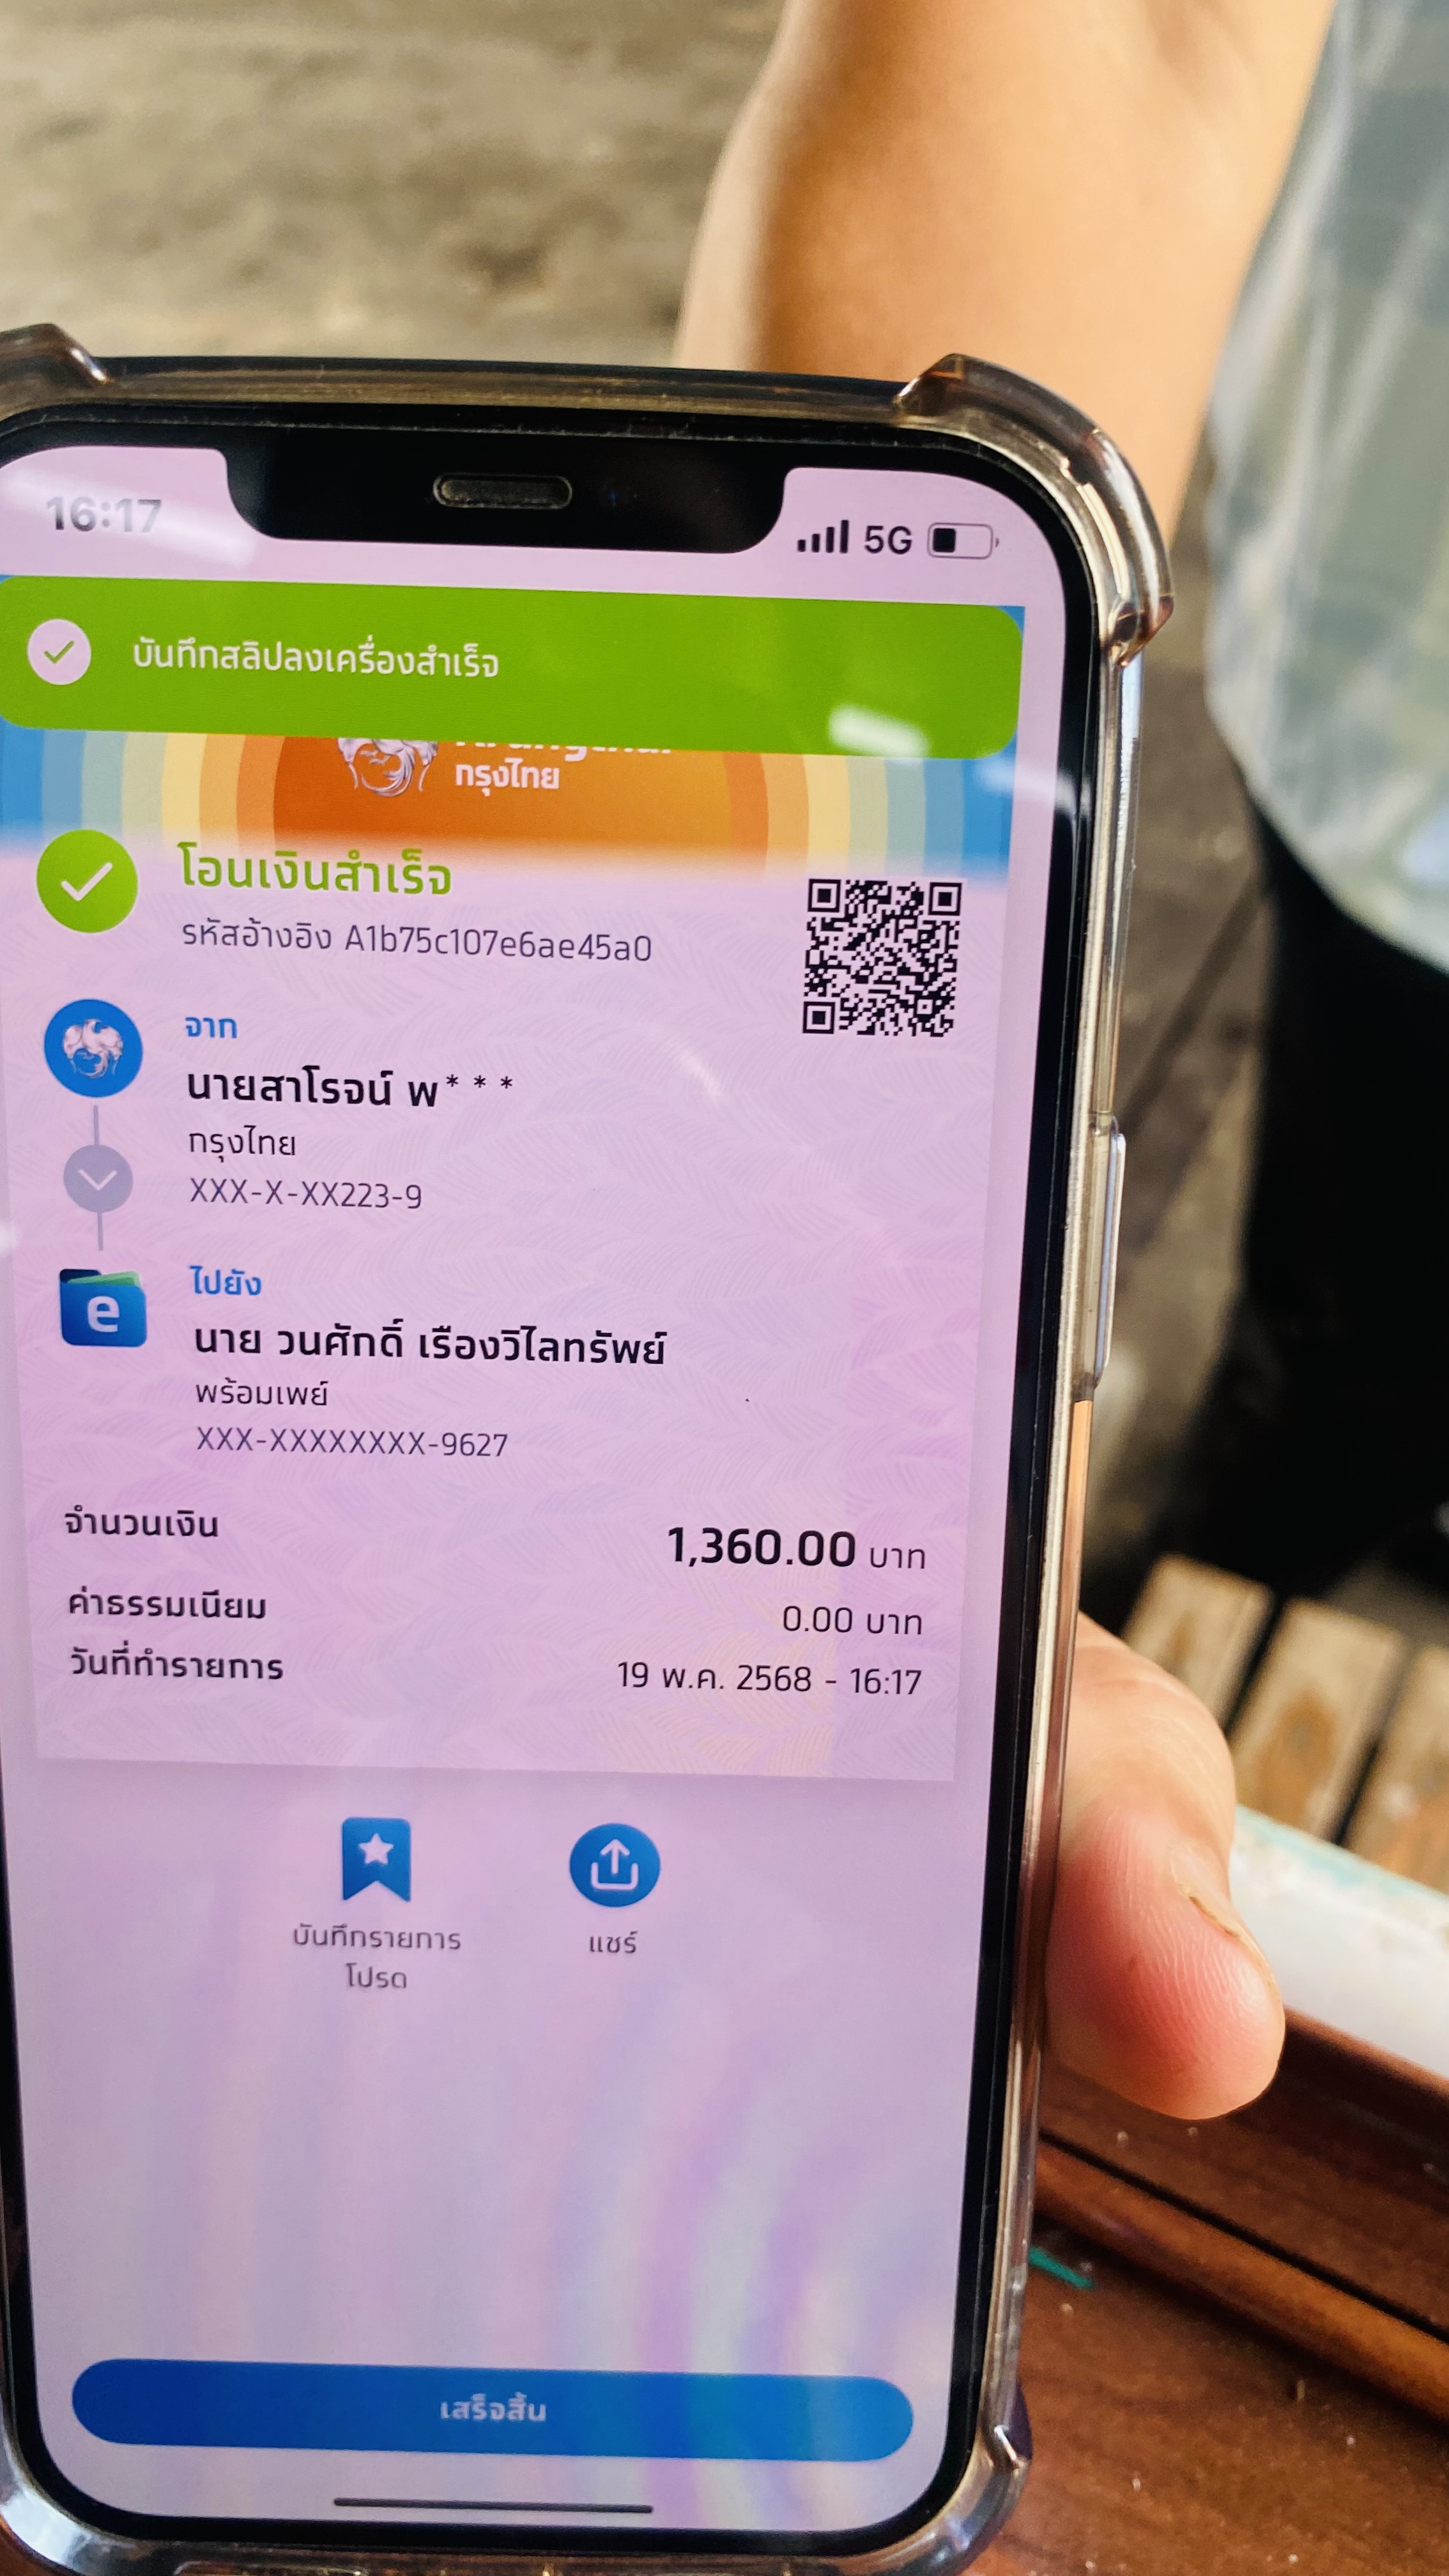 16:17
5G
บันทึกสลิปลงเครื่องสำเร็จ
กรุงไทย
โอนเงินสำเร็จ
รหัสอ้างอิง A1b75c107e6ae45a0
จาก
นายสาโรจน์ พ* * *
กรุงไทย
XXX-X-XX223-9
ไปยัง
e
นาย วนศักดิ์ เรืองวิไลทรัพย์
พร้อมเพย์
XXX-XXXXXXXX-9627
จำนวนเงิน 1,360.00 บาท
ค่าธรรมเนียม 0.00 บาท
วันที่ทำรายการ 19 พ.ค. 2568 - 16:17
บันทึกรายการ
โปรด
แชร์
เสร็จสิ้น